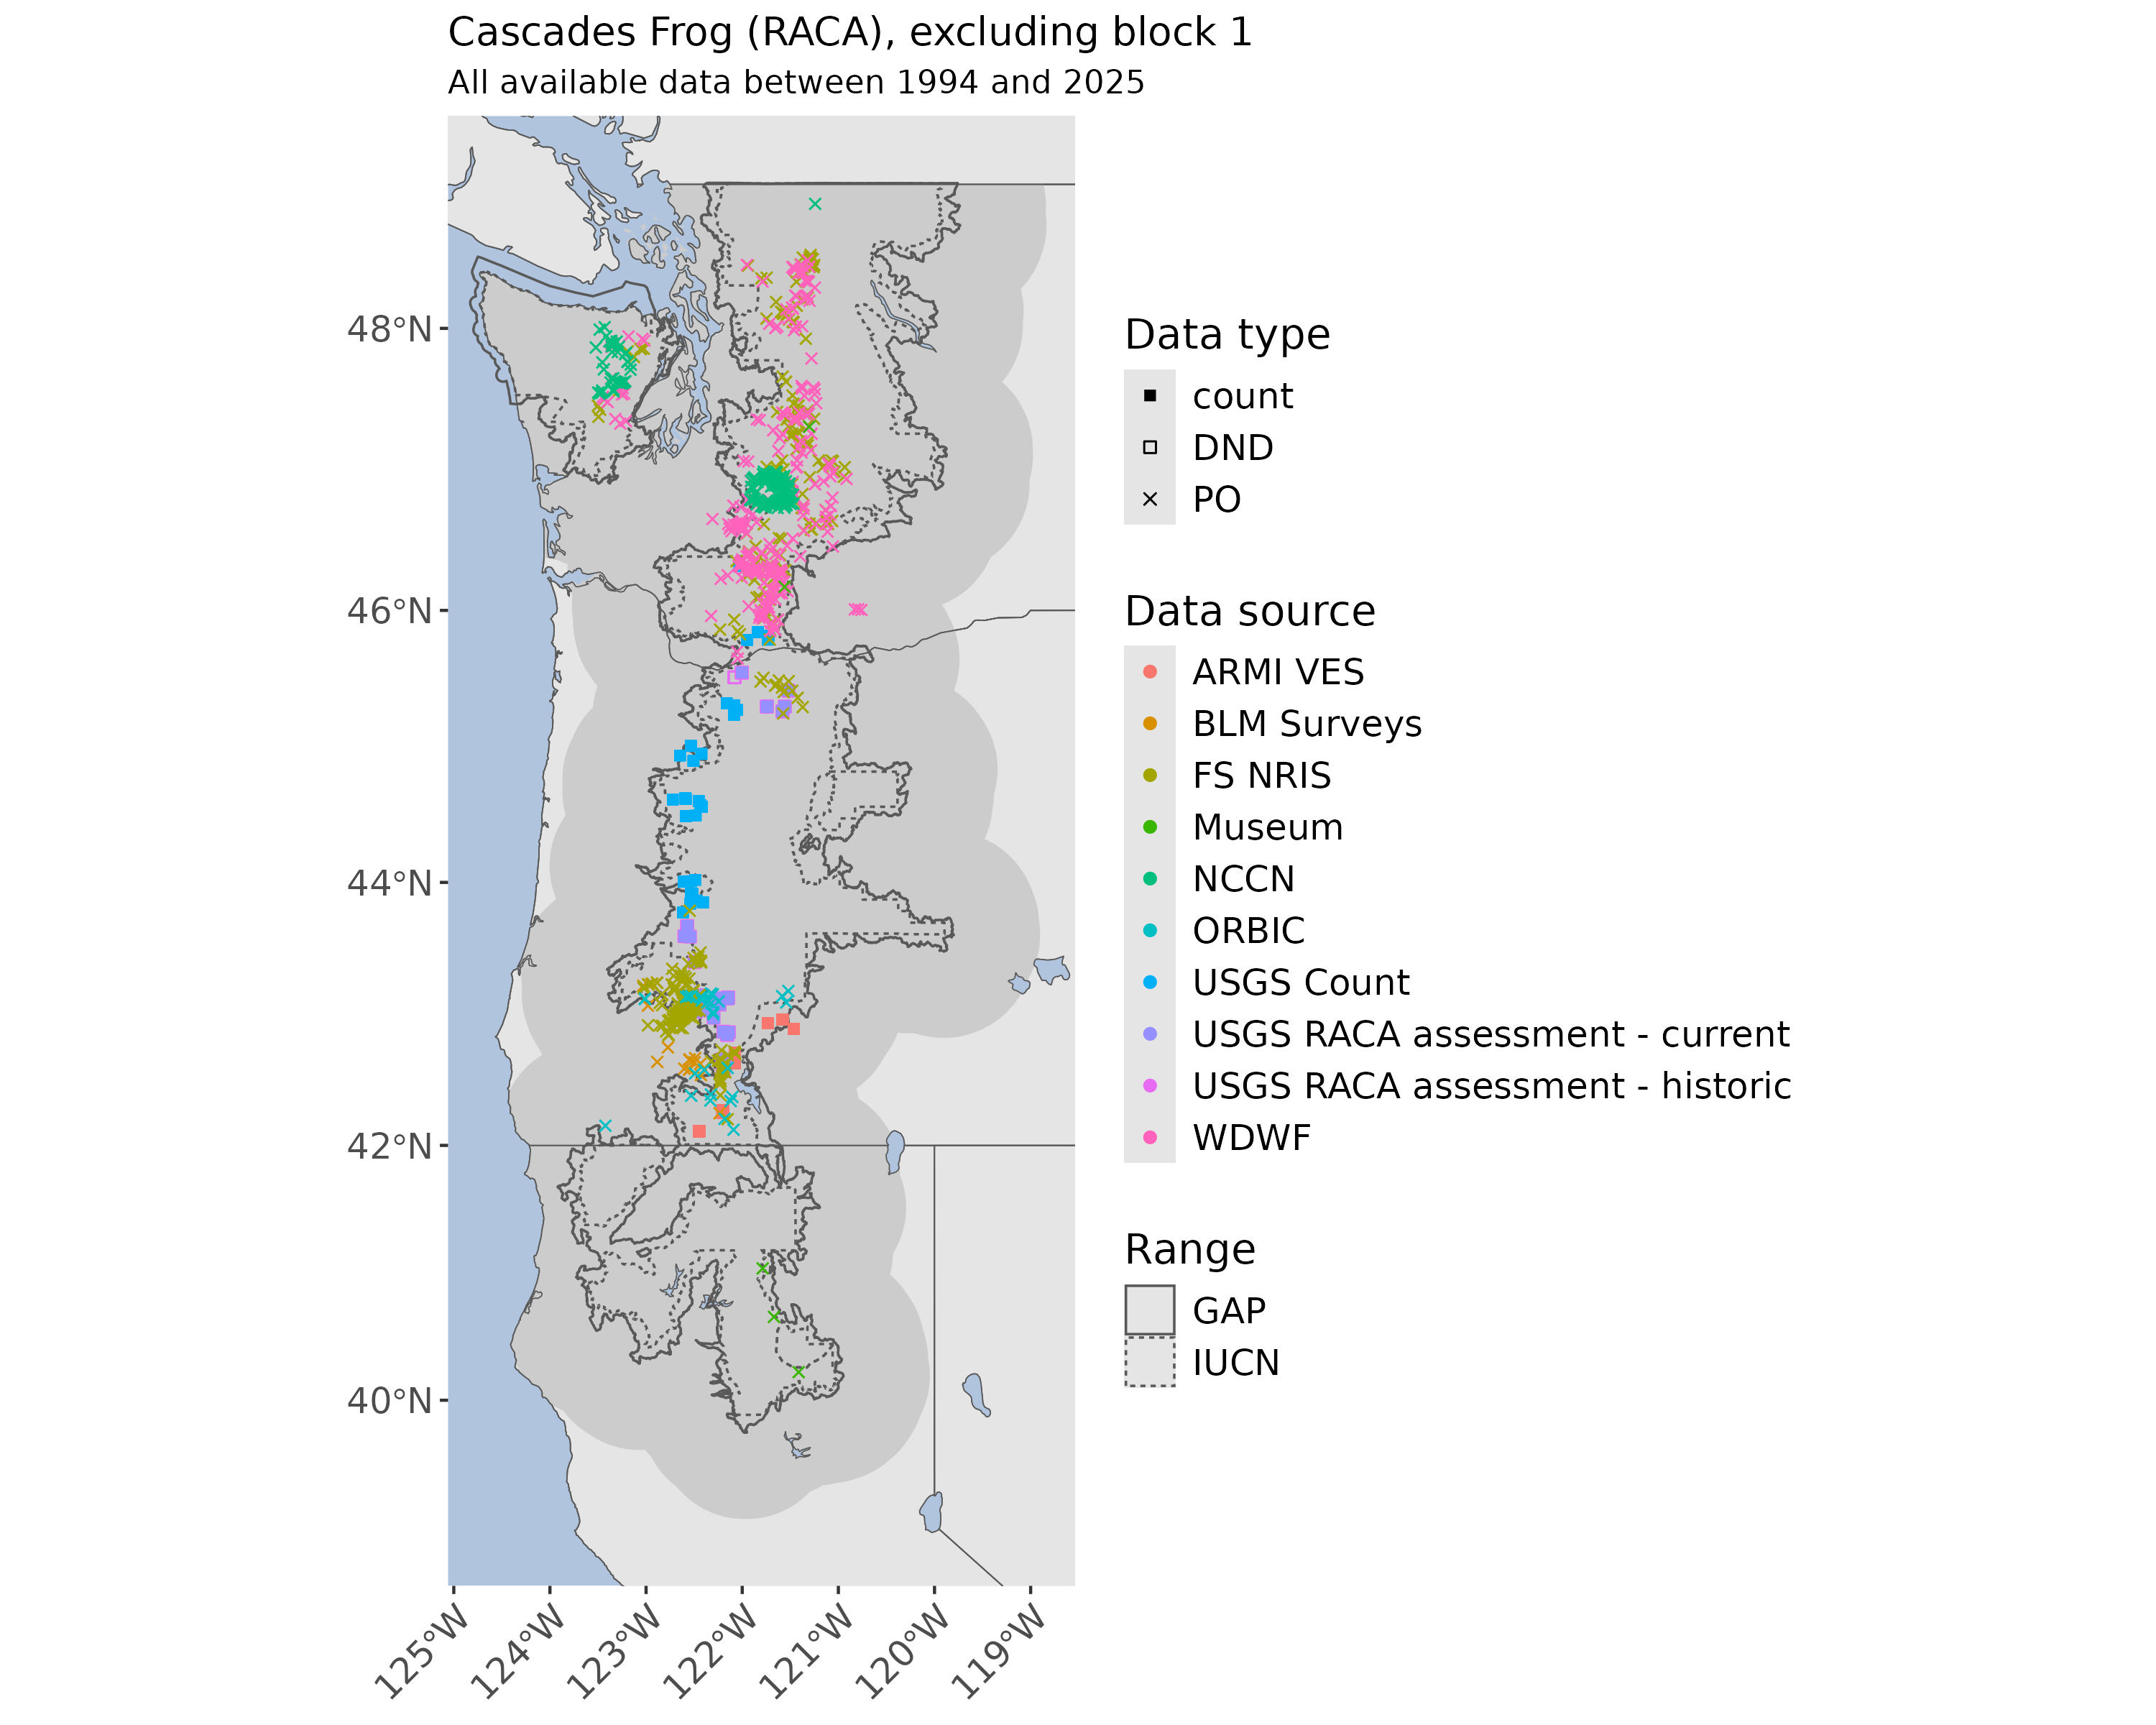 Cascades Frog (RACA), excluding block 1
All available data between 1994 and 2025
48°N
46°N
44°N
42°N
40°N
125°W
124°W
123°W
122°W
121°W
120°W
119°W
Data type
count
DND
PO
Data source
ARMI VES
BLM Surveys
FS NRIS
Museum
NCCN
ORBIC
USGS Count
USGS RACA assessment - current
USGS RACA assessment - historic
WDWF
Range
GAP
IUCN